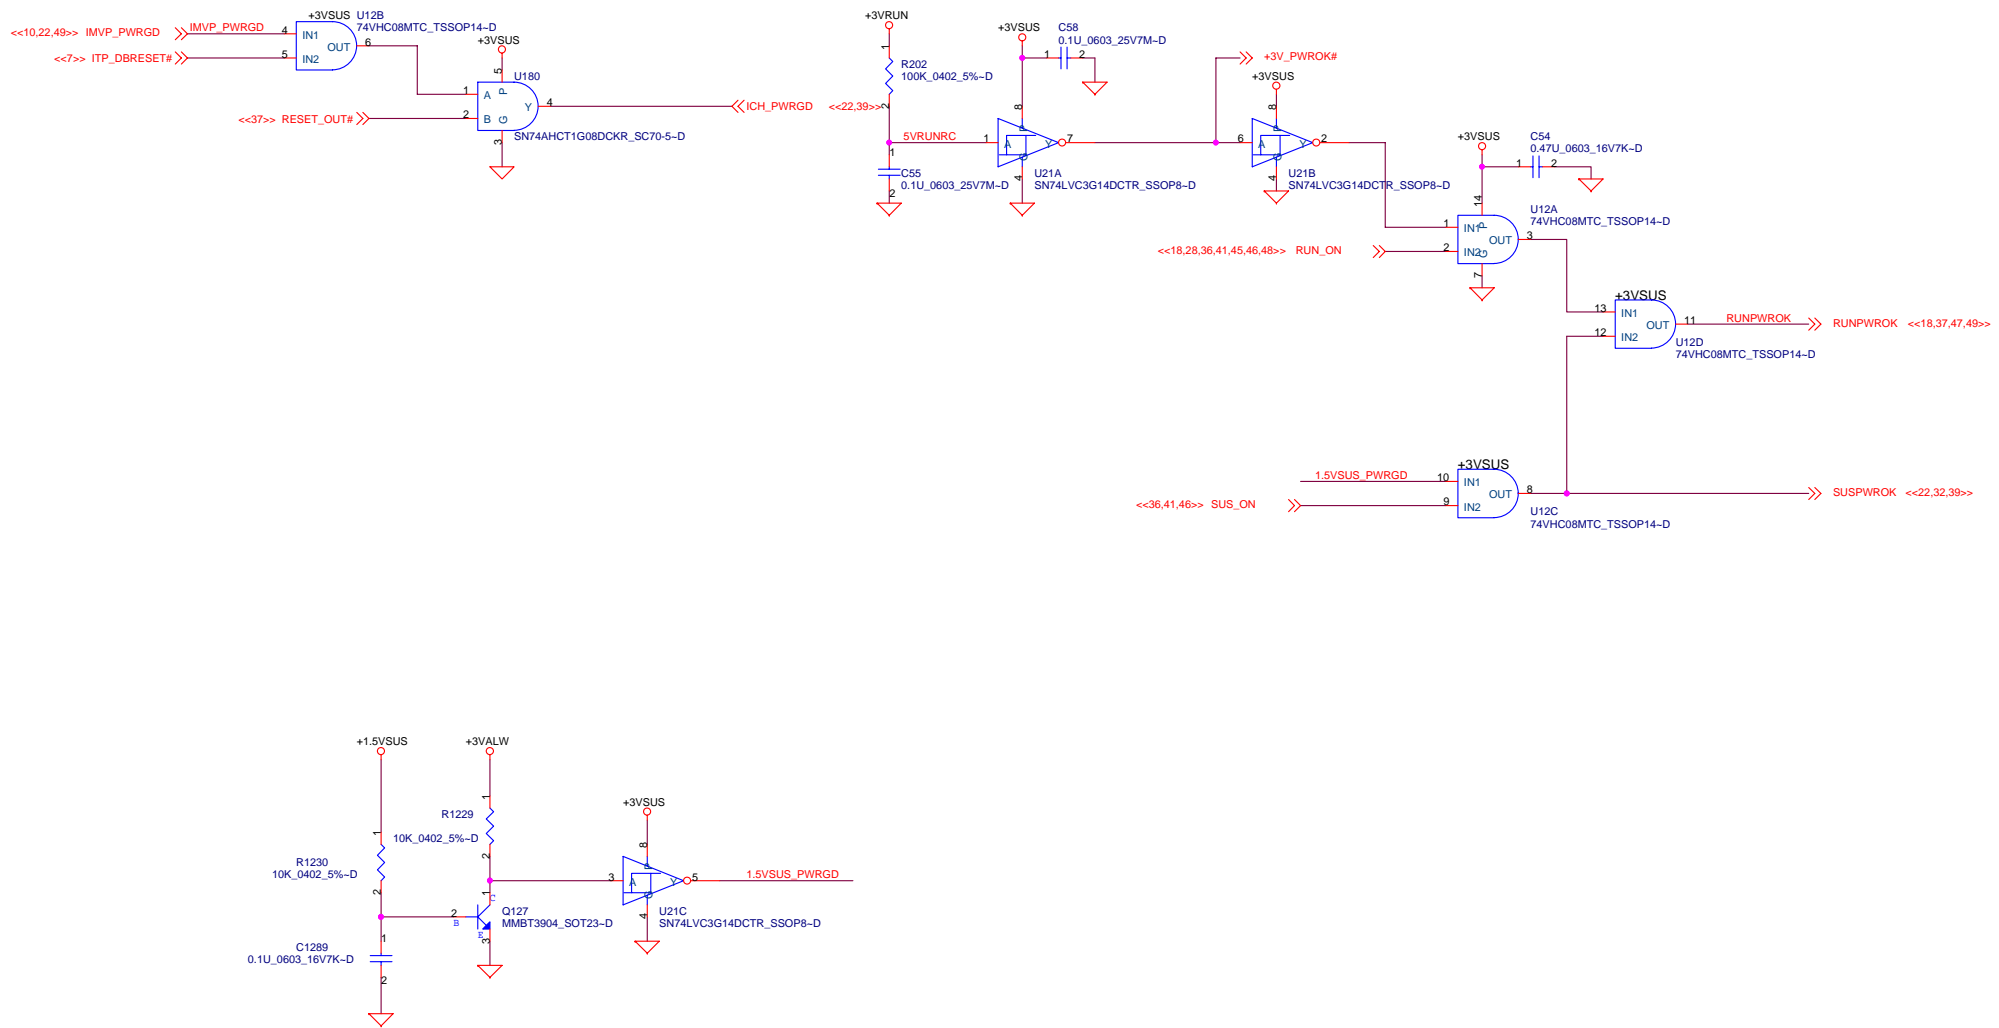 +3VSUS
U12B
74VHC08MTC_TSSOP14~D
<<10,22,49>> IMVP_PWRGD
IMVP_PWRGD
4
IN1
OUT
6
<<7>> ITP_DBRESET#
5
IN2
+3VSUS
5
U180
1
A
P
Y
4
<<37>> RESET_OUT#
2
B
G
ICH_PWRGD <<22,39>>
SN74AHCT1G08DCKR_SC70-5~D
3
+3VRUN
1
R202
100K_0402_5%~D
2
5VRUNRC
1
C55
0.1U_0603_25V7M~D
2
+3VSUS
C58
0.1U_0603_25V7M~D
1
2
8
1
A
P
G
Y
7
4
U21A
SN74LVC3G14DCTR_SSOP8~D
+3V_PWROK#
+3VSUS
8
6
A
P
G
Y
2
4
U21B
SN74LVC3G14DCTR_SSOP8~D
+3VSUS
C54
0.47U_0603_16V7K~D
1
2
14
U12A
74VHC08MTC_TSSOP14~D
1
IN1
P
OUT
3
<<18,28,36,41,45,46,48>> RUN_ON
2
IN2
G
7
+3VSUS
13
IN1
OUT
11
RUNPWROK
RUNPWROK <<18,37,47,49>>
12
IN2
U12D
74VHC08MTC_TSSOP14~D
+3VSUS
1.5VSUS_PWRGD
10
IN1
OUT
8
SUSPWROK <<22,32,39>>
<<36,41,46>> SUS_ON
9
IN2
U12C
74VHC08MTC_TSSOP14~D
+1.5VSUS
1
R1230
10K_0402_5%~D
2
1
C1289
0.1U_0603_16V7K~D
2
+3VALW
1
R1229
10K_0402_5%~D
2
1
C
2
B
E
3
Q127
MMBT3904_SOT23~D
+3VSUS
8
3
A
P
G
Y
5
1.5VSUS_PWRGD
4
U21C
SN74LVC3G14DCTR_SSOP8~D